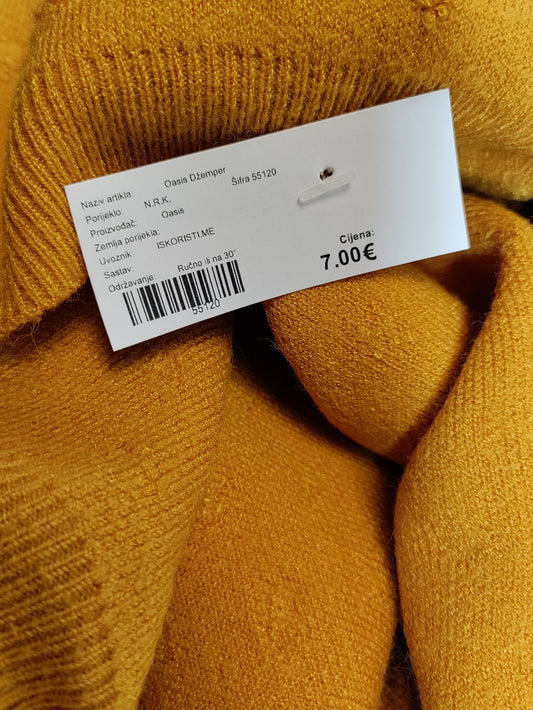 Naziv artikla: Oasis Džemper Šifra 55120
Porijeklo: N.R.K.
Proizvođač: Oasis
Zemlja porijekla:
Uvoznik: ISKORISTI.ME
Sastav:
Održavanje: Ručno ili na 30°
55120
Cijena:
7.00€